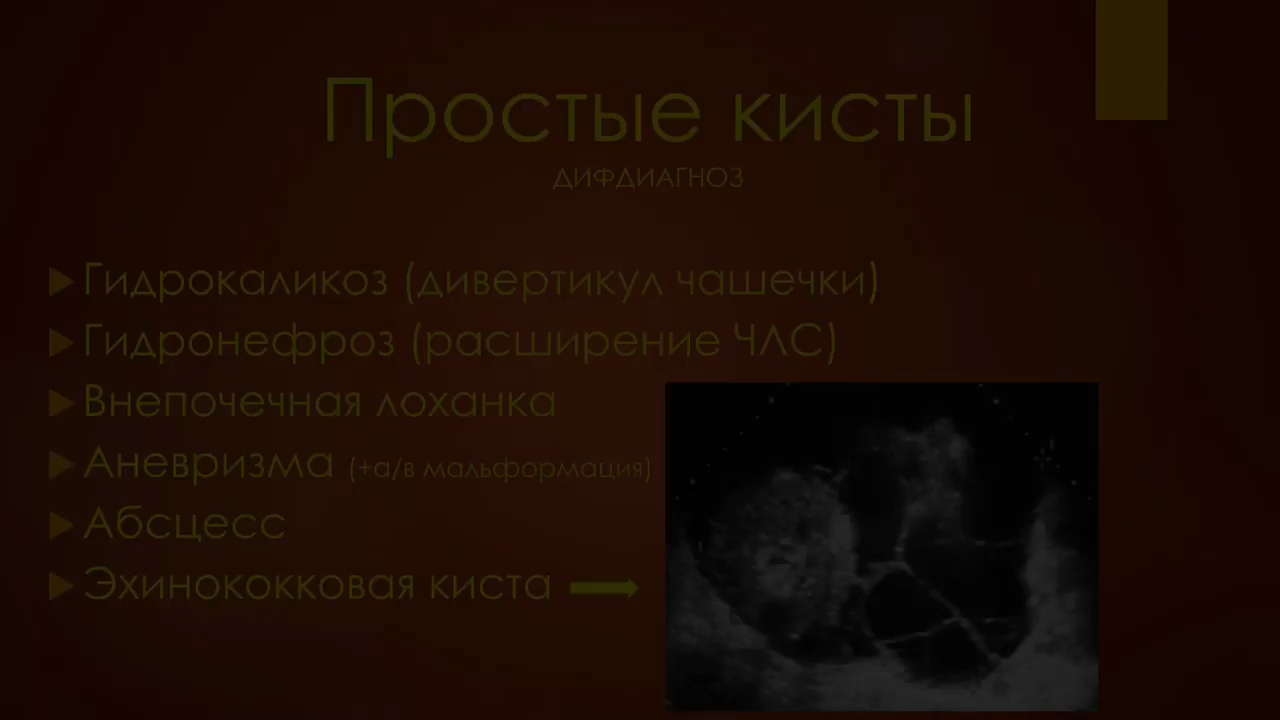 Простые кисты
ДИФДИАГНОЗ
Гидрокаликоз (дивертикул чашечки)
Гидронефроз (расширение ЧЛС)
Внепочечная лоханка
Аневризма (+а/в мальформация)
Абсцесс
Эхинококковая киста